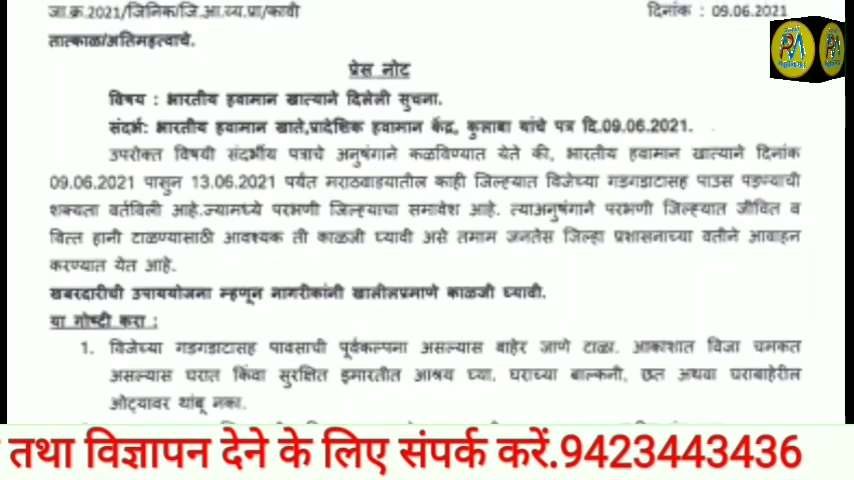 जा.क्र.2021/जिनिक/जि.आ.व्य.प्रा/कावी दिनांक : 09.06.2021
तात्काळ/अतिमहत्वाचे.
प्रेस नोट
विषय : भारतीय हवामान खात्याने दिलेली सुचना.
संदर्भ: भारतीय हवामान खाते,प्रादेशिक हवामान केंद्र, कुलाबा यांचे पत्र दि.09.06.2021.
उपरोक्त विषयी संदर्भीय पत्राचे अनुषंगाने कळविण्यात येते की, भारतीय हवामान खात्याने दिनांक
09.06.2021 पासुन 13.06.2021 पर्यंत मराठवाडयातील काही जिल्ह्यात विजेच्या गडगडाटासह पाउस पडण्याची
शक्यता वर्तविली आहे.ज्यामध्ये परभणी जिल्ह्याचा समावेश आहे. त्याअनुषंगाने परभणी जिल्ह्यात जीवित व
वित्त हानी टाळण्यासाठी आवश्यक ती काळजी घ्यावी असे तमाम जनतेस जिल्हा प्रशासनाच्या वतीने आवाहन
करण्यात येत आहे.
खबरदारीची उपाययोजना म्हणून नागरीकांनी खालीलप्रमाणे काळजी घ्यावी.
या गोष्टी करा :
1. विजेच्या गडगडाटासह पावसाची पूर्वकल्पना असल्यास बाहेर जाणे टाळा. आकाशात विजा चमकत
असल्यास घरात किंवा सुरक्षित इमारतीत आश्रय घ्या. घराच्या बाल्कनी, छत अथवा घराबाहेरील
ओट्यावर थांबू नका.
तथा विज्ञापन देने के लिए संपर्क करें.9423443436